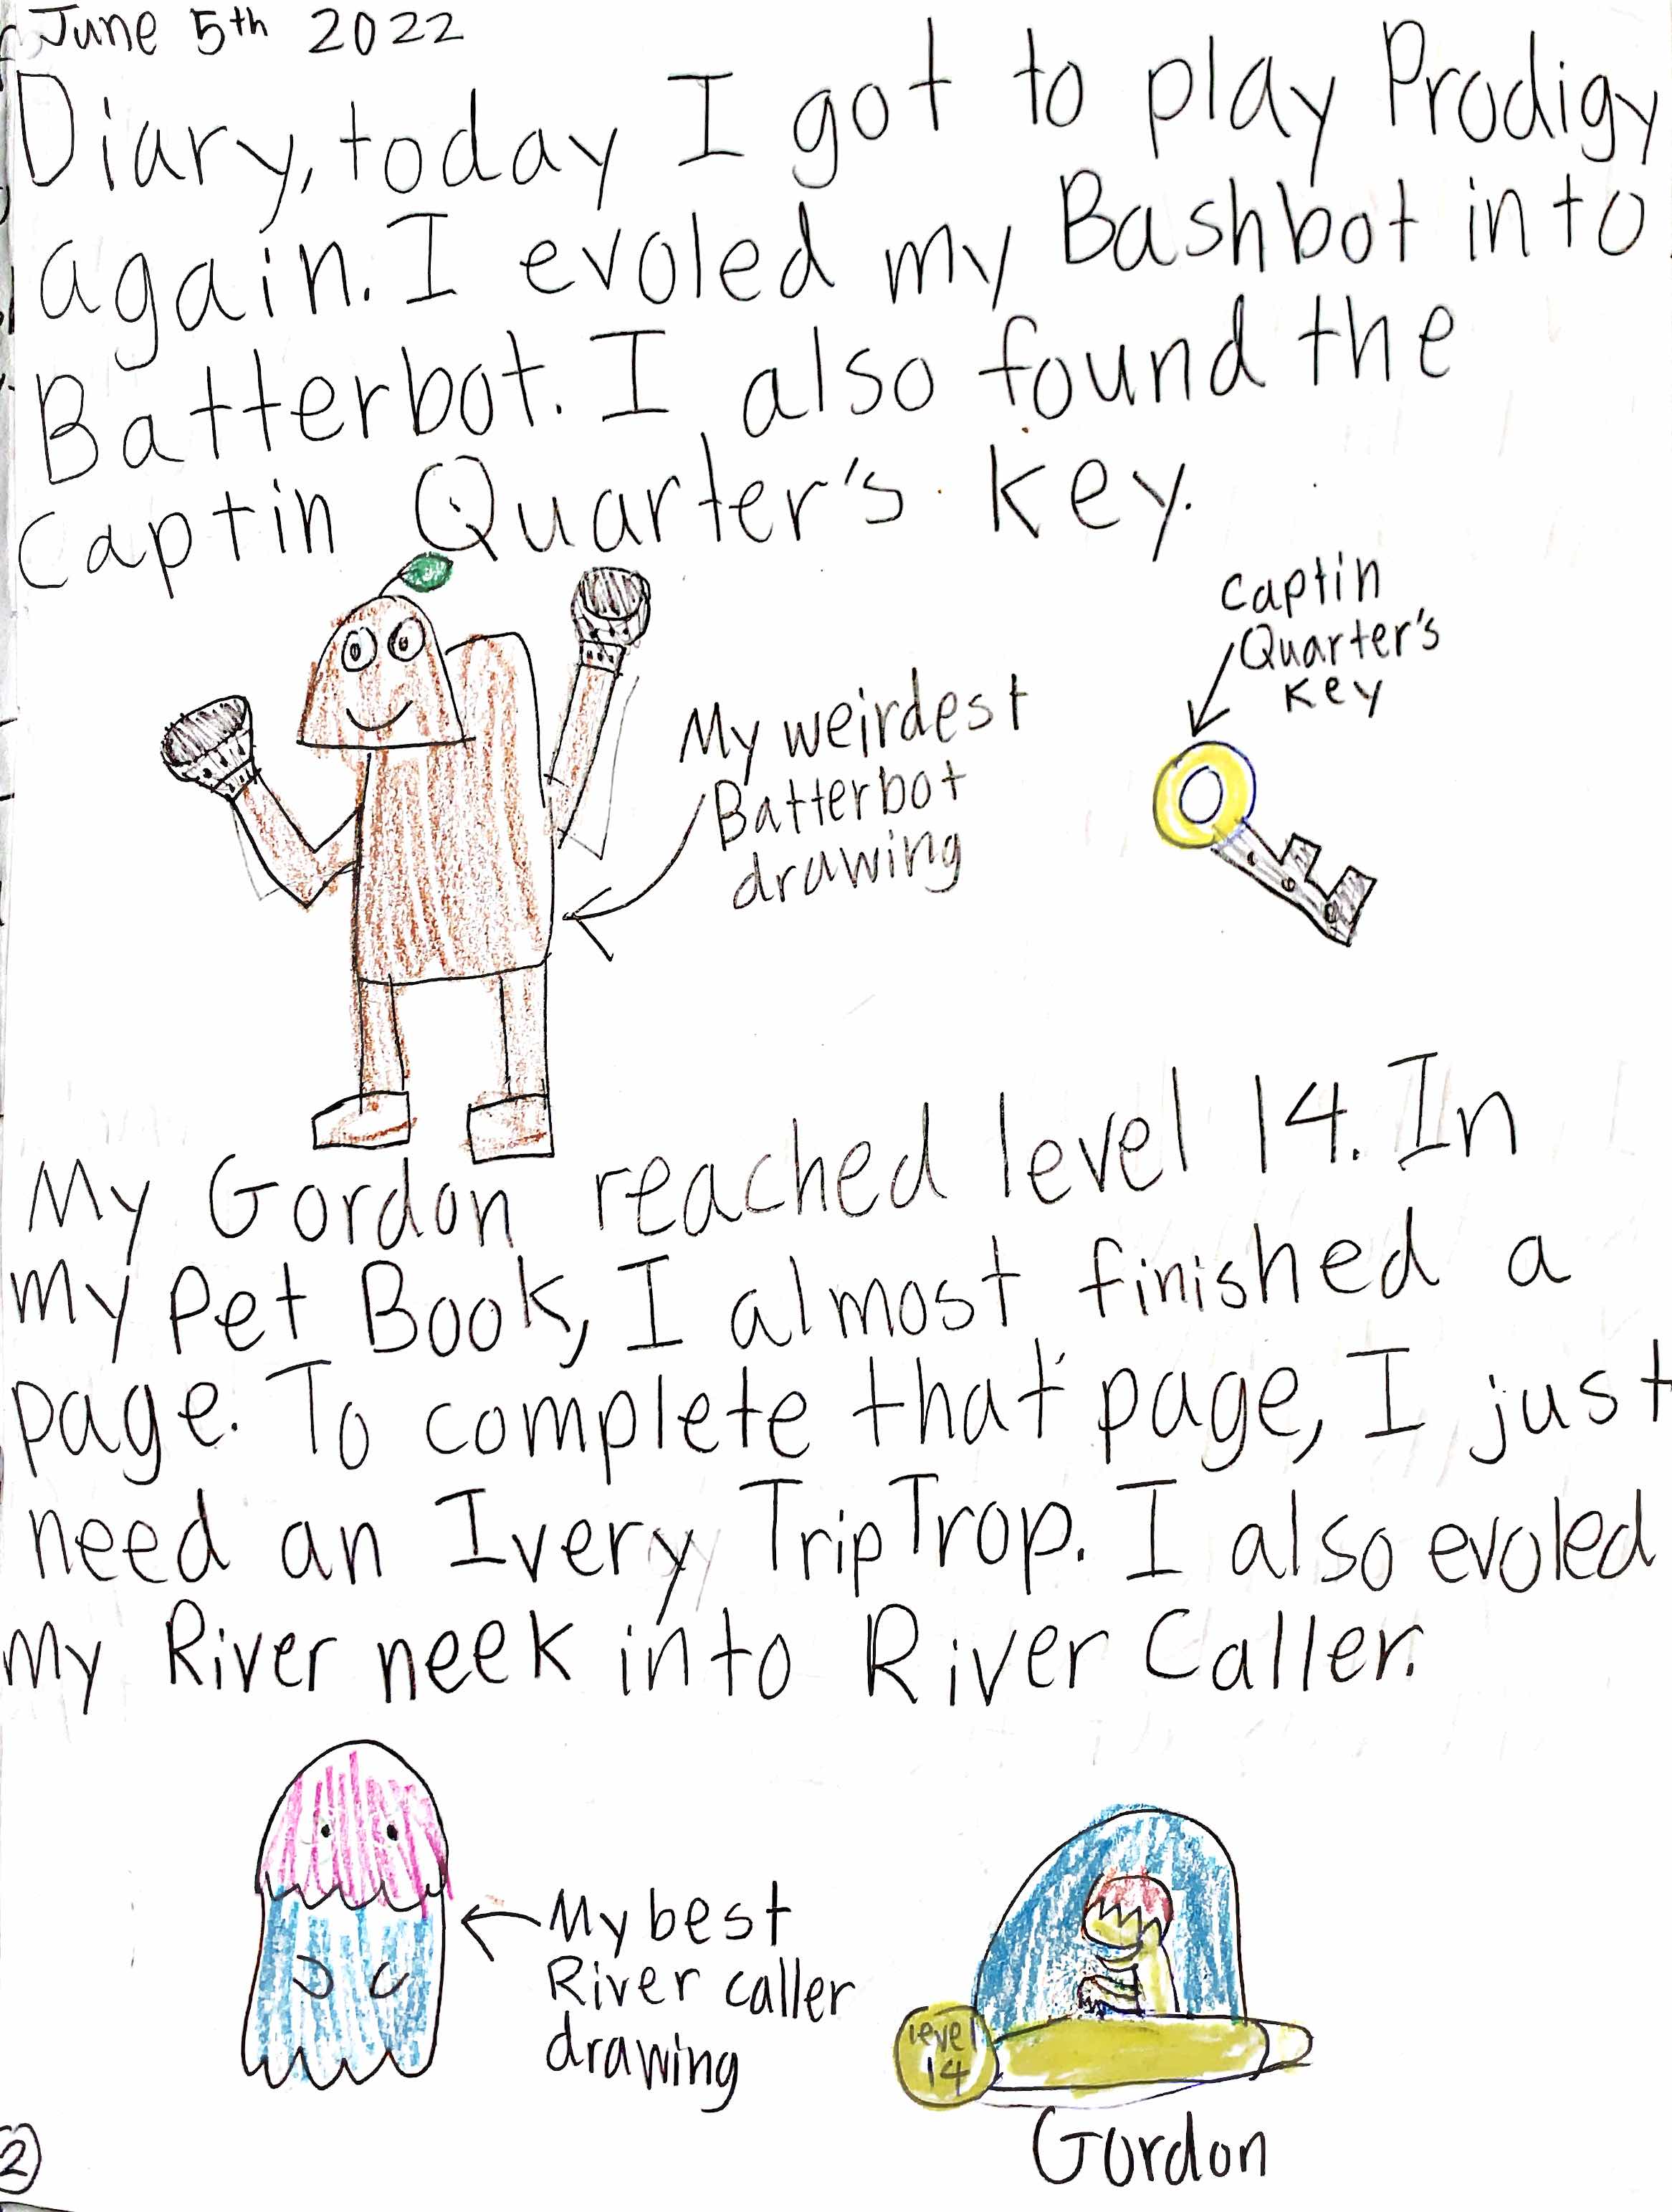 June 5th 2022
Diary, today I got to play Prodigy
again. I evoled my Bashbot into
Batterbot. I also found the
Captin Quarter's key.
Captin
Quarter's
key
My weirdest
Batterbot
drawing
My Gordon reached level 14. In
my Pet Book, I almost finished a
page. To complete that page, I just
need an Ivery TripTrop. I also evoled
my River neek into River Caller.
My best
River caller
drawing
level
14
Gordon
2